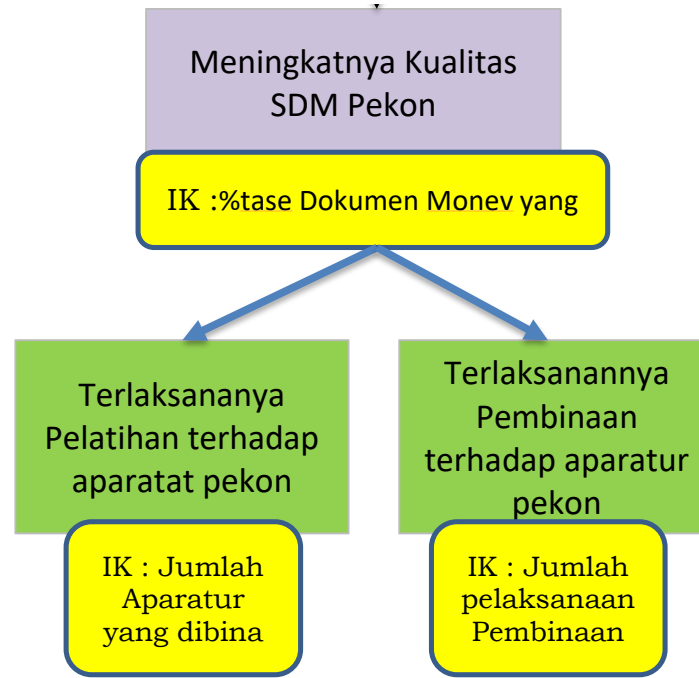 Meningkatnya Kualitas
SDM Pekon
IK :%tase Dokumen Monev yang
Terlaksananya
Pelatihan terhadap
aparatat pekon
IK : Jumlah
Aparatur
yang dibina
Terlaksanannya
Pembinaan
terhadap aparatur
pekon
IK : Jumlah
pelaksanaan
Pembinaan